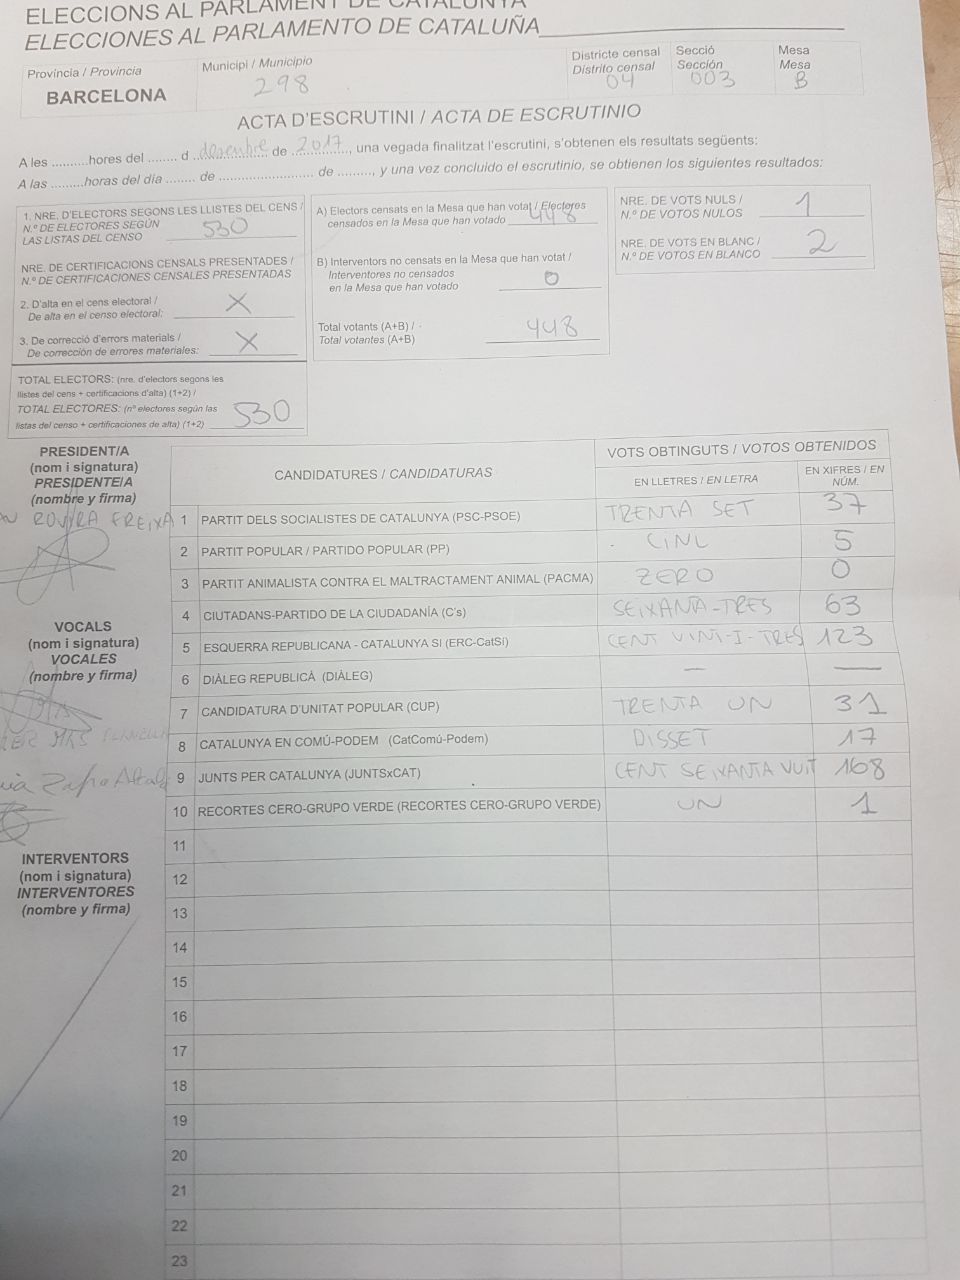 ELECCIONS AL PARLAMENT DE CATALUNYA
ELECCIONES AL PARLAMENTO DE CATALUÑA
Província / Provincia
BARCELONA
Municipi / Municipio
298
Districte censal
Distrito censal
04
Secció
Sección
003
Mesa
Mesa
B
ACTA D'ESCRUTINI / ACTA DE ESCRUTINIO
A les ..........hores del ........ d desembre de 2017, una vegada finalitzat l'escrutini, s'obtenen els resultats següents:
A las .........horas del día ........ de .......................... de ........., y una vez concluido el escrutinio, se obtienen los siguientes resultados:
1. NRE. D'ELECTORS SEGONS LES LLISTES DEL CENS /
N.º DE ELECTORES SEGÚN
LAS LISTAS DEL CENSO 530
NRE. DE CERTIFICACIONS CENSALS PRESENTADES /
N.º DE CERTIFICACIONES CENSALES PRESENTADAS
2. D'alta en el cens electoral /
De alta en el censo electoral: X
3. De correcció d'errors materials /
De corrección de errores materiales: X
TOTAL ELECTORS: (nre. d'electors segons les
llistes del cens + certificacions d'alta) (1+2) /
TOTAL ELECTORES: (nº electores según las
listas del censo + certificaciones de alta) (1+2) 530
A) Electors censats en la Mesa que han votat / Electores
censados en la Mesa que han votado 448
B) Interventors no censats en la Mesa que han votat /
Interventores no censados
en la Mesa que han votado 0
Total votants (A+B) /
Total votantes (A+B) 448
NRE. DE VOTS NULS /
N.º DE VOTOS NULOS 1
NRE. DE VOTS EN BLANC /
N.º DE VOTOS EN BLANCO 2
PRESIDENT/A
(nom i signatura)
PRESIDENTE/A
(nombre y firma)
ROVIRA FREIXA
VOCALS
(nom i signatura)
VOCALES
(nombre y firma)
MAS
INTERVENTORS
(nom i signatura)
INTERVENTORES
(nombre y firma)
CANDIDATURES / CANDIDATURAS
VOTS OBTINGUTS / VOTOS OBTENIDOS
EN LLETRES / EN LETRA
EN XIFRES / EN
NÚM.
1 PARTIT DELS SOCIALISTES DE CATALUNYA (PSC-PSOE) TRENTA SET 37
2 PARTIT POPULAR / PARTIDO POPULAR (PP) CINC 5
3 PARTIT ANIMALISTA CONTRA EL MALTRACTAMENT ANIMAL (PACMA) ZERO 0
4 CIUTADANS-PARTIDO DE LA CIUDADANÍA (C's) SEIXANTA-TRES 63
5 ESQUERRA REPUBLICANA - CATALUNYA SI (ERC-CatSí) CENT VINT-I-TRES 123
6 DIÀLEG REPUBLICÀ (DIÀLEG) — —
7 CANDIDATURA D'UNITAT POPULAR (CUP) TRENTA UN 31
8 CATALUNYA EN COMÚ-PODEM (CatComú-Podem) DISSET 17
9 JUNTS PER CATALUNYA (JUNTSxCAT) CENT SEIXANTA VUIT 168
10 RECORTES CERO-GRUPO VERDE (RECORTES CERO-GRUPO VERDE) UN 1
11
12
13
14
15
16
17
18
19
20
21
22
23